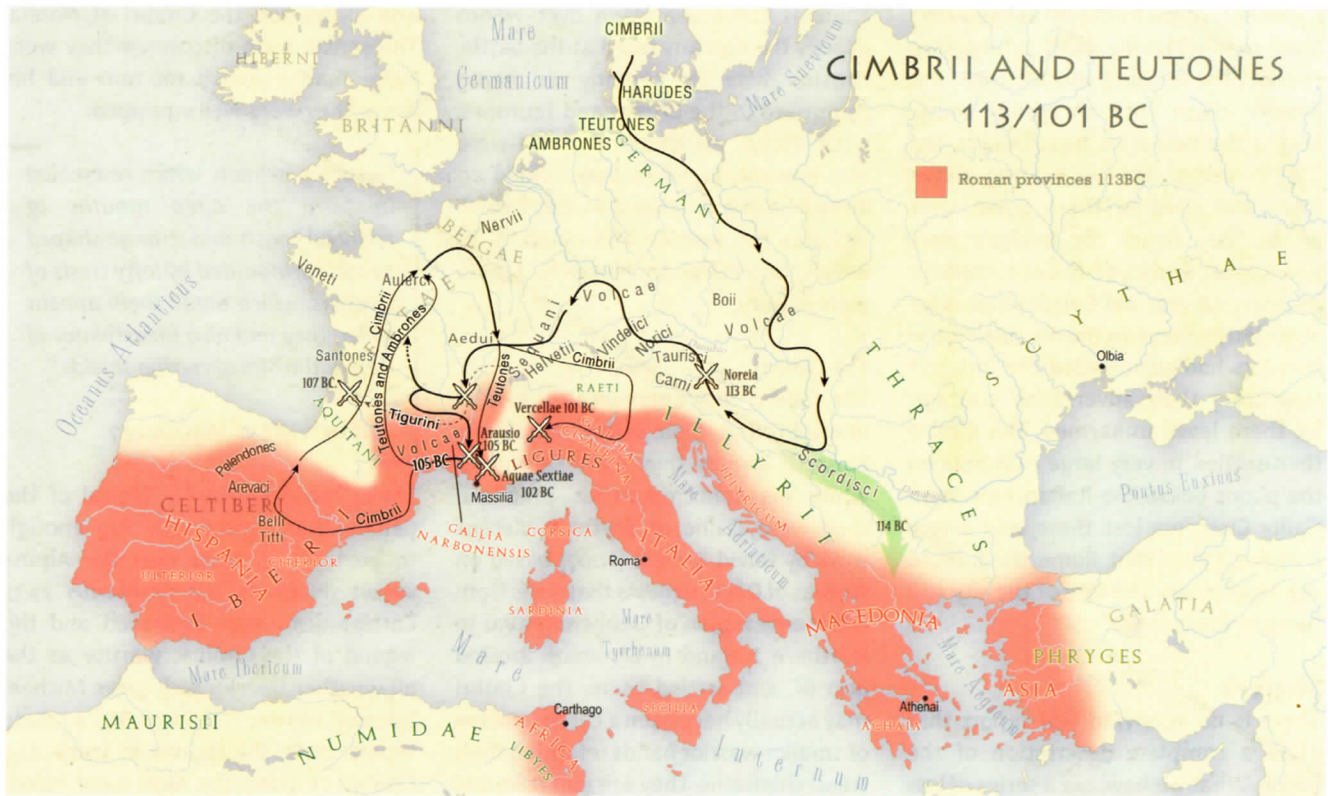 CIMBRII AND TEUTONES
113/101 BC
Roman provinces 113BC
CIMBRII
HARUDES
TEUTONES
AMBRONES
GERMANI
Mare
Germanicum
Mare Suevicum
HIBERNI
BRITANNI
Oceanus Atlanticus
BELGAE
Nervii
Veneti
Aulerci
CELTAE
Cimbrii
Teutones and Ambrones
Santones
107 BC
AQUITANI
Aedui
Sequani
Helvetii
Vindelici
Volcae
Norici
Boii
Volcae
Taurisci
Carni
Noreia
113 BC
Cimbrii
RAETI
Teutones
Tigurini
Volcae
Vercellae 101 BC
Arausio
105 BC
105 BC
Aquae Sextiae
102 BC
LIGURES
Massilia
GALLIA
CISALPINA
GALLIA
NARBONENSIS
CORSICA
SARDINIA
ITALIA
Roma
Mare
Tyrrhenum
SICILIA
Pelendones
Arevaci
CELTIBERI
Belli
Titti
Cimbrii
HISPANIA
ULTERIOR
CITERIOR
IBERI
Mare Ibericum
MAURISII
NUMIDAE
Carthago
AFRICA
LIBYES
Mare
Internum
ILLYRII
ILLYRICUM
Mare
Adriaticum
Scordisci
114 BC
THRACES
SCYTHAE
Olbia
Pontus Euxinus
MACEDONIA
Mare Aegaeum
Athenai
ACHAIA
GALATIA
PHRYGES
ASIA